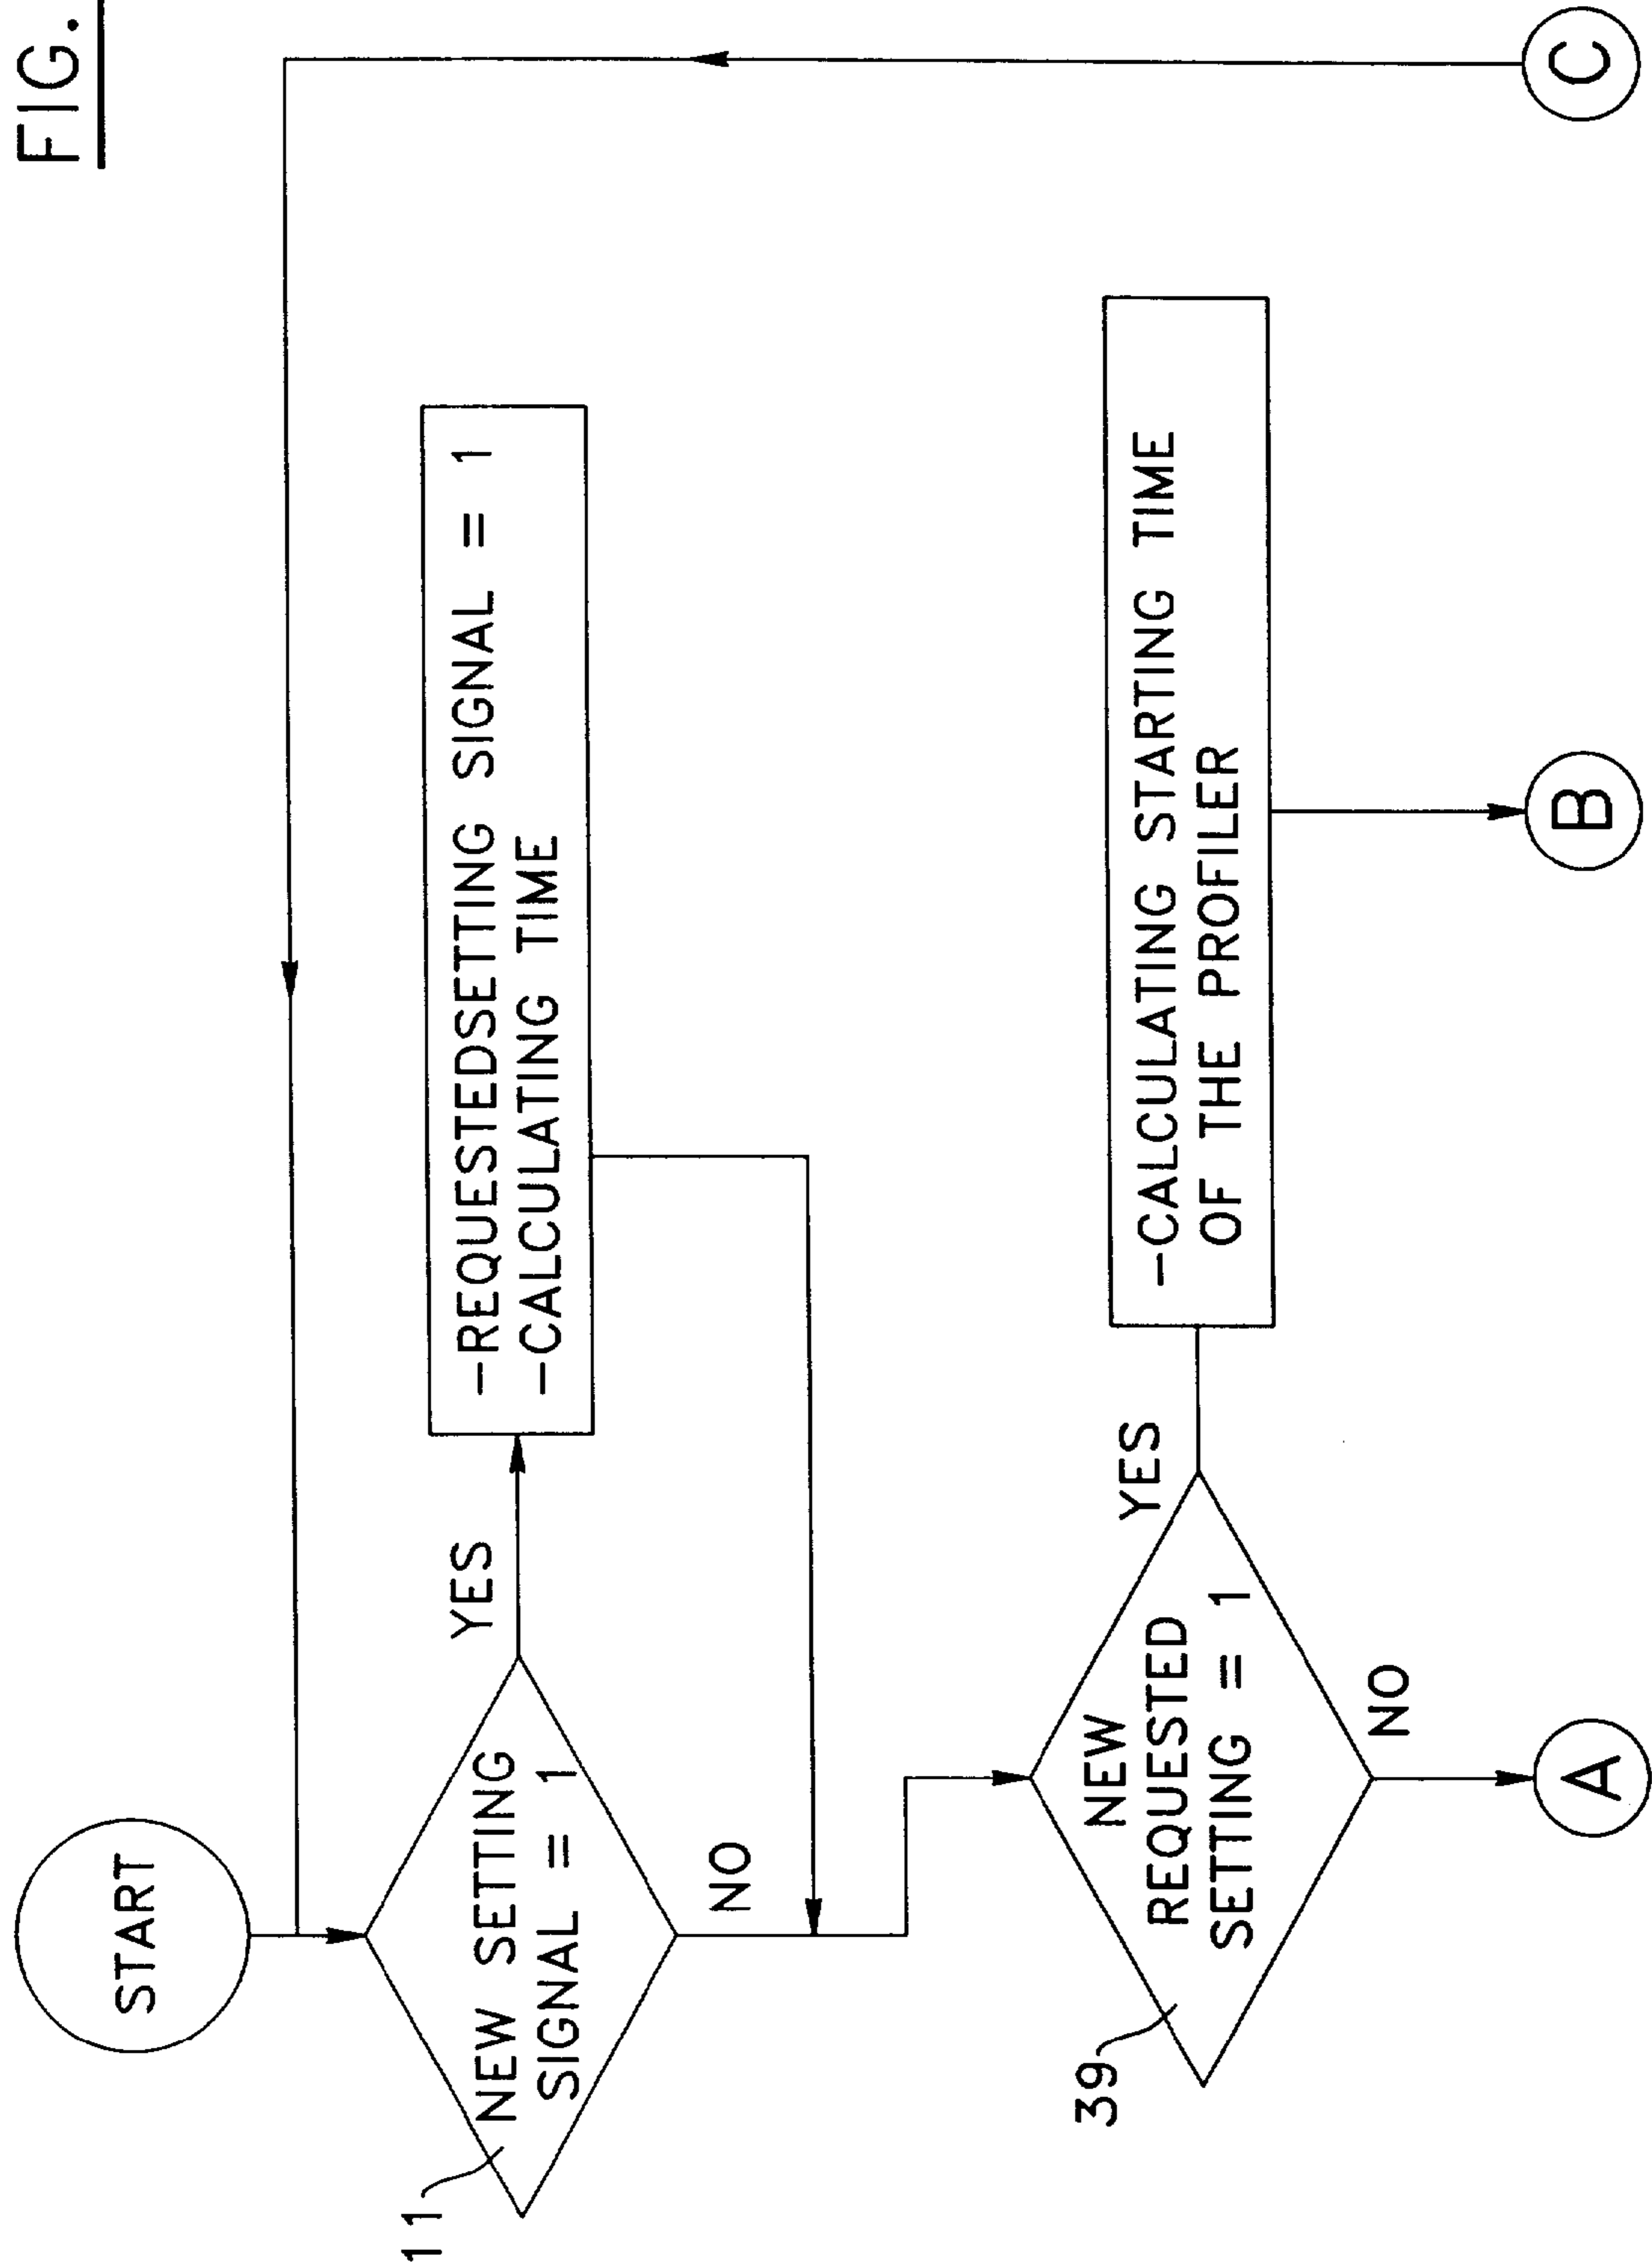 FIG.
START
11
NEW SETTING
SIGNAL = 1
YES
-REQUESTEDSETTING SIGNAL = 1
-CALCULATING TIME
NO
39
NEW
REQUESTED
SETTING = 1
YES
-CALCULATING STARTING TIME
OF THE PROFILER
NO
A
B
C